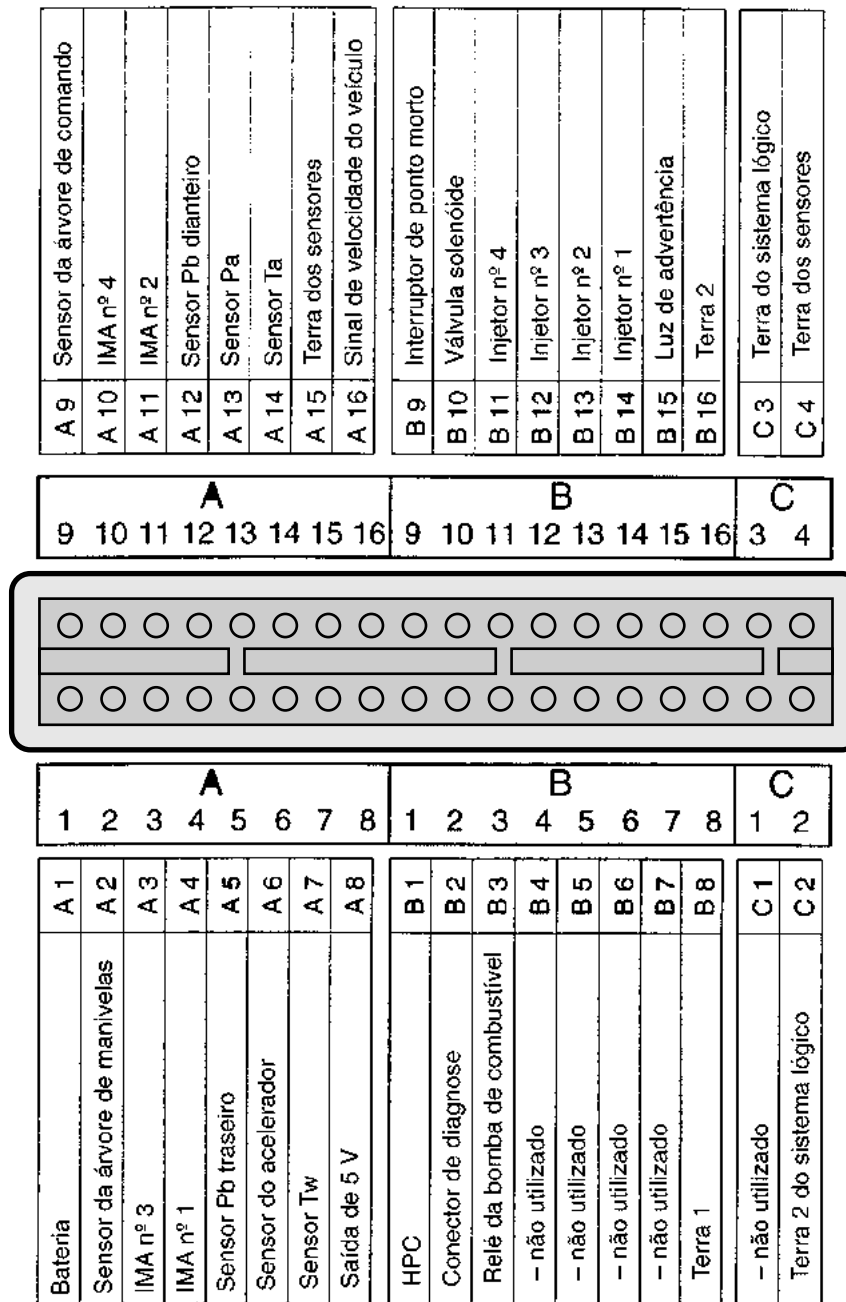 A 9 Sensor da árvore de comando
A 10 IMA nº 4
A 11 IMA nº 2
A 12 Sensor Pb dianteiro
A 13 Sensor Pa
A 14 Sensor Ta
A 15 Terra dos sensores
A 16 Sinal de velocidade do veículo
B 9 Interruptor de ponto morto
B 10 Válvula solenóide
B 11 Injetor nº 4
B 12 Injetor nº 3
B 13 Injetor nº 2
B 14 Injetor nº 1
B 15 Luz de advertência
B 16 Terra 2
C 3 Terra do sistema lógico
C 4 Terra dos sensores
A B C
9 10 11 12 13 14 15 16 9 10 11 12 13 14 15 16 3 4
A B C
1 2 3 4 5 6 7 8 1 2 3 4 5 6 7 8 1 2
Bateria A 1
Sensor da árvore de manivelas A 2
IMA nº 3 A 3
IMA nº 1 A 4
Sensor Pb traseiro A 5
Sensor do acelerador A 6
Sensor Tw A 7
Saída de 5 V A 8
HPC B 1
Conector de diagnose B 2
Relé da bomba de combustível B 3
– não utilizado B 4
– não utilizado B 5
– não utilizado B 6
– não utilizado B 7
Terra 1 B 8
– não utilizado C 1
Terra 2 do sistema lógico C 2